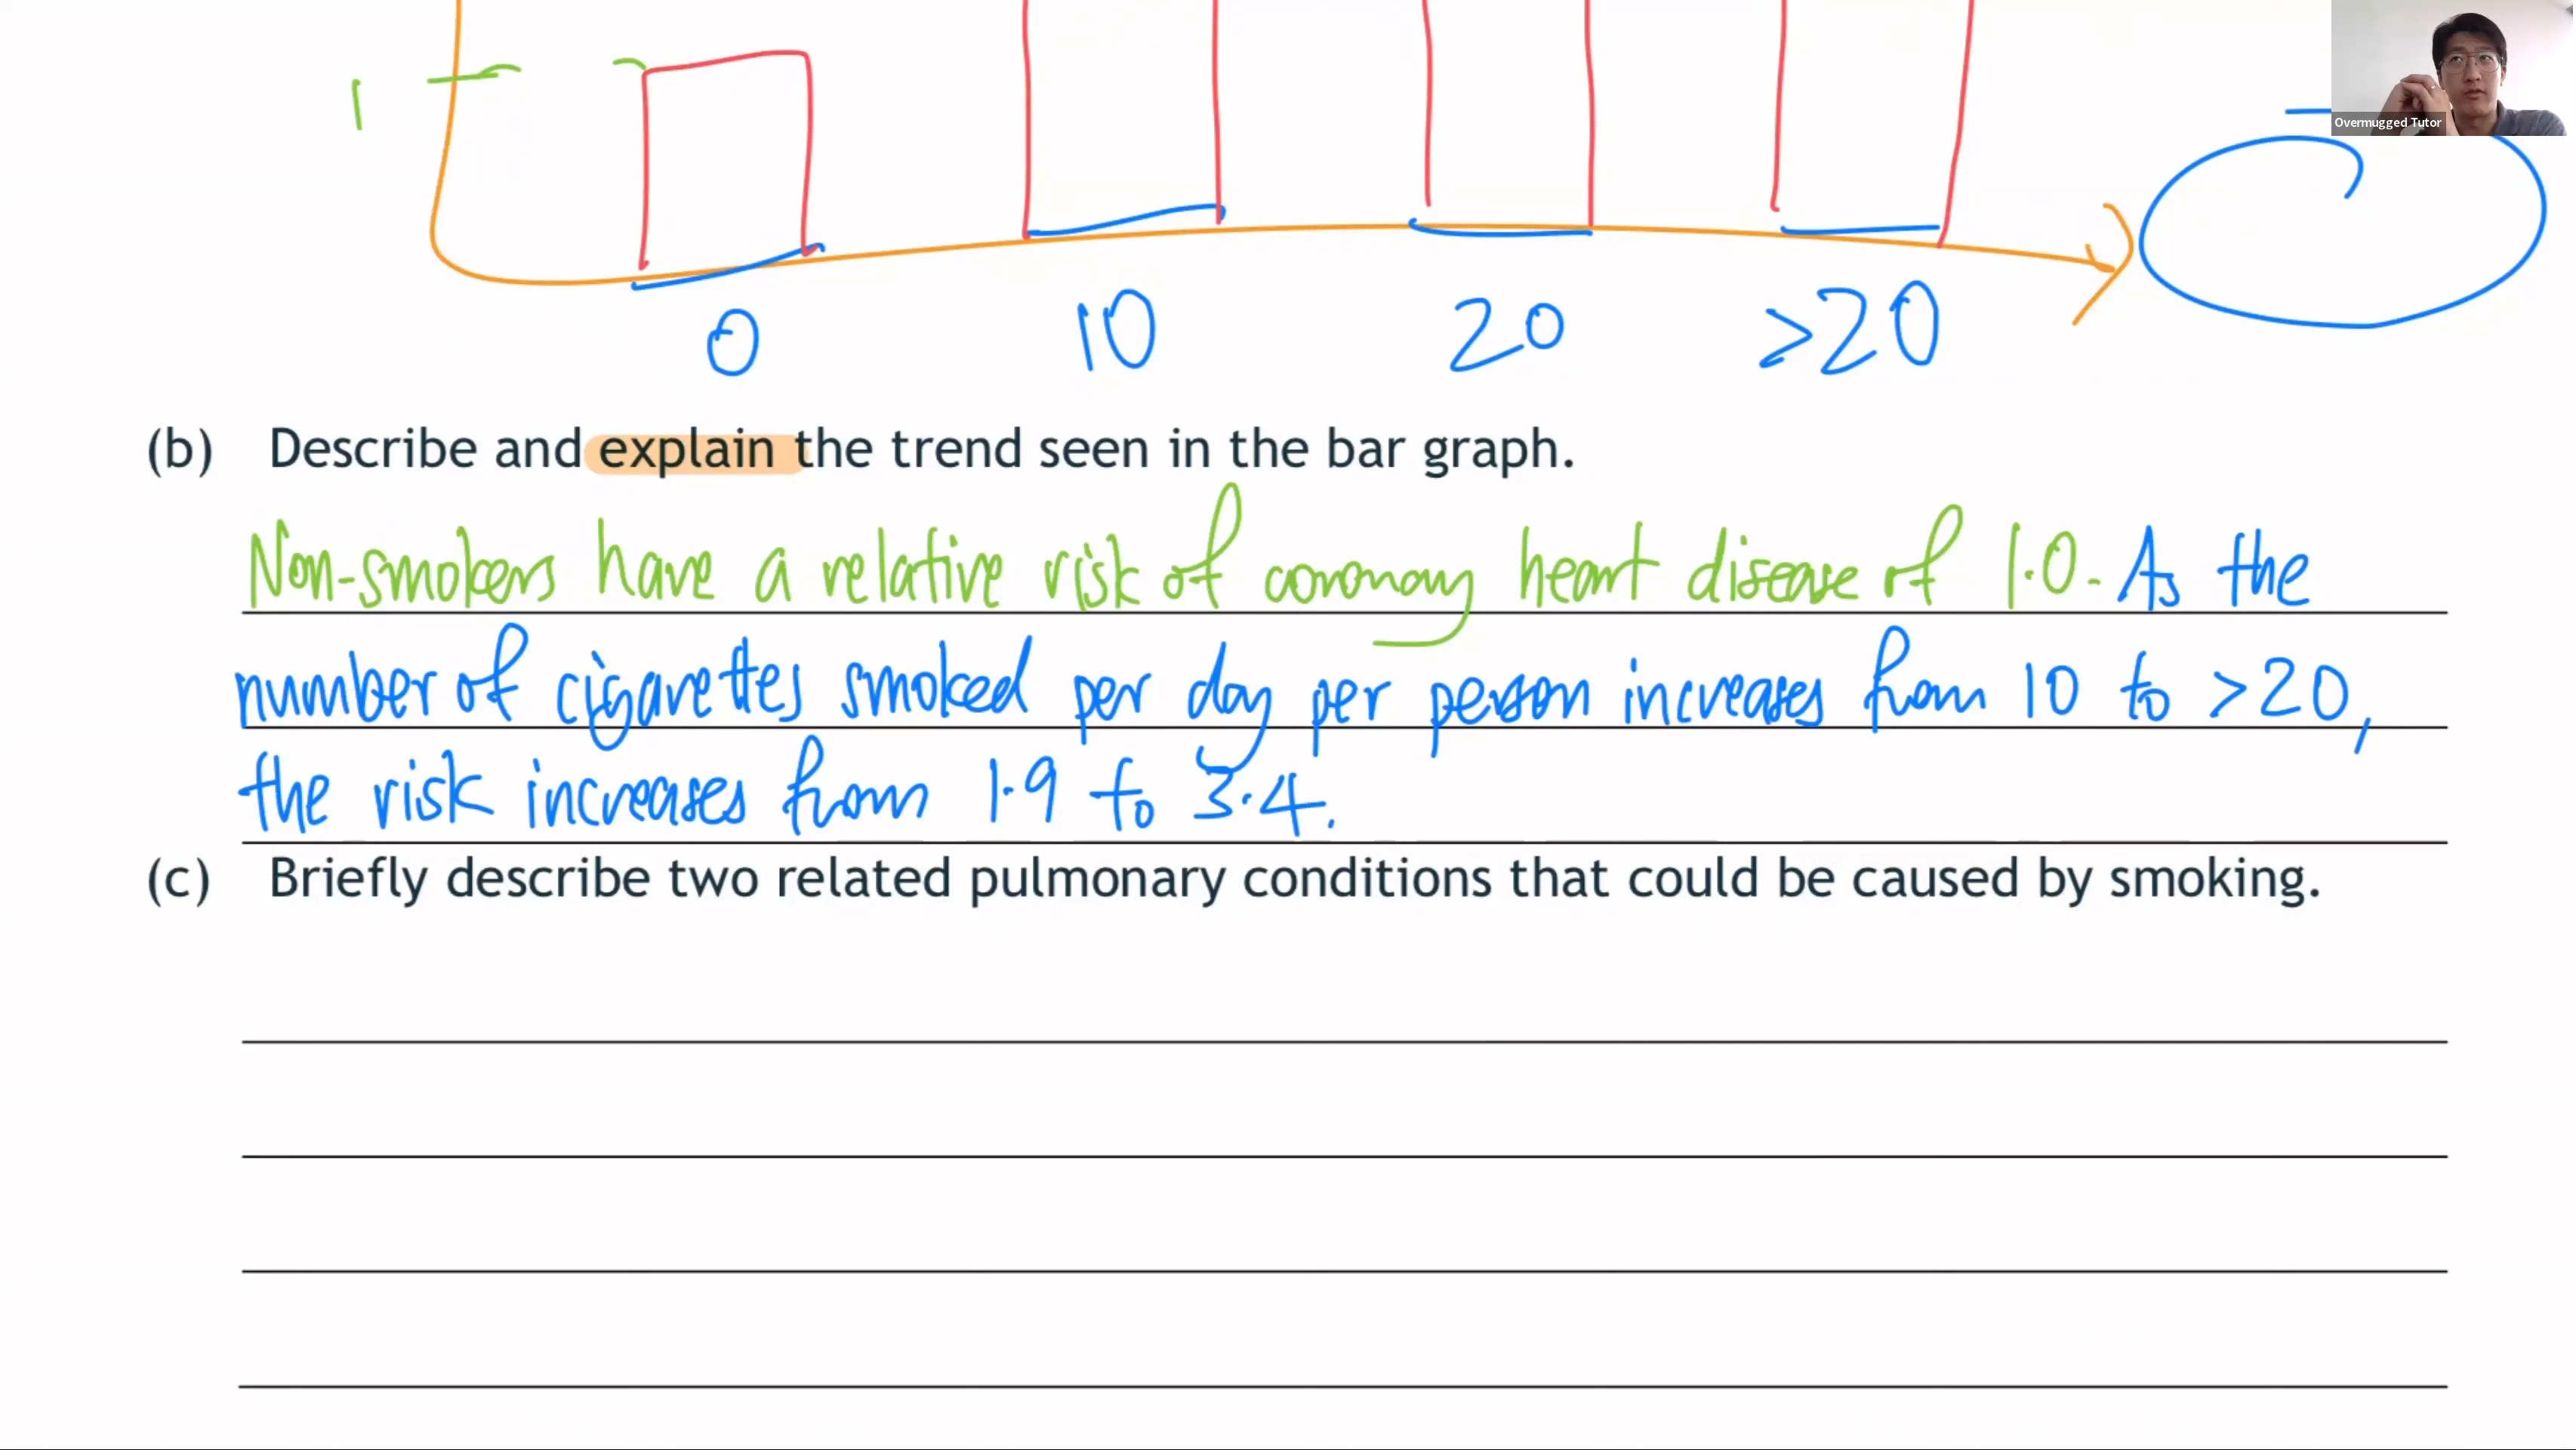 Overmugged Tutor
1
0 10 20 >20
(b) Describe and explain the trend seen in the bar graph.
Non-smokers have a relative risk of coronary heart disease of 1.0. As the
number of cigarettes smoked per day per person increases from 10 to >20,
the risk increases from 1.9 to 3.4.
(c) Briefly describe two related pulmonary conditions that could be caused by smoking.